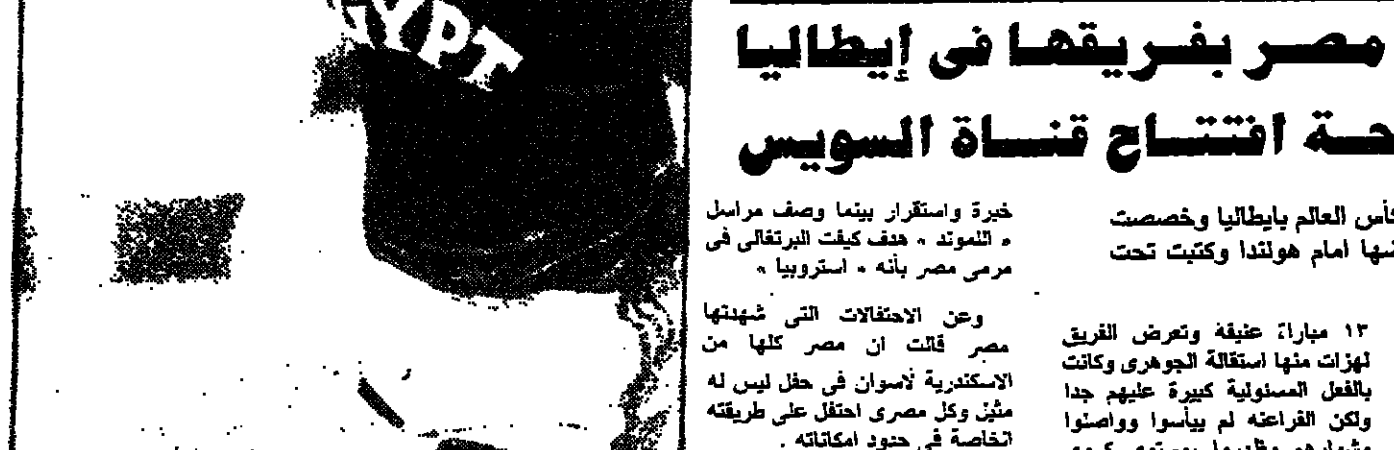 EGYPT
مصر بفريقها فى إيطاليا
حة افتتاح قناة السويس
كأس العالم بايطاليا وخصصت
ضها امام هولندا وكتبت تحت
١٣ مباراة عنيفة وتعرض الفريق
لهزات منها استقالة الجوهرى وكانت
بالفعل المسئولية كبيرة عليهم جدا
ولكن الفراعنه لم ييأسوا وواصلوا
خبرة واستقرار بينما وصف مراسل
« اللموند » هدف كيفت البرتغالى فى
مرمى مصر بأنه « استروبيا »
وعن الاحتفالات التى شهدتها
مصر قالت ان مصر كلها من
الاسكندرية لاسوان فى حفل ليس له
مثيل وكل مصرى احتفل على طريقته
الخاصة فى حدود امكاناته .